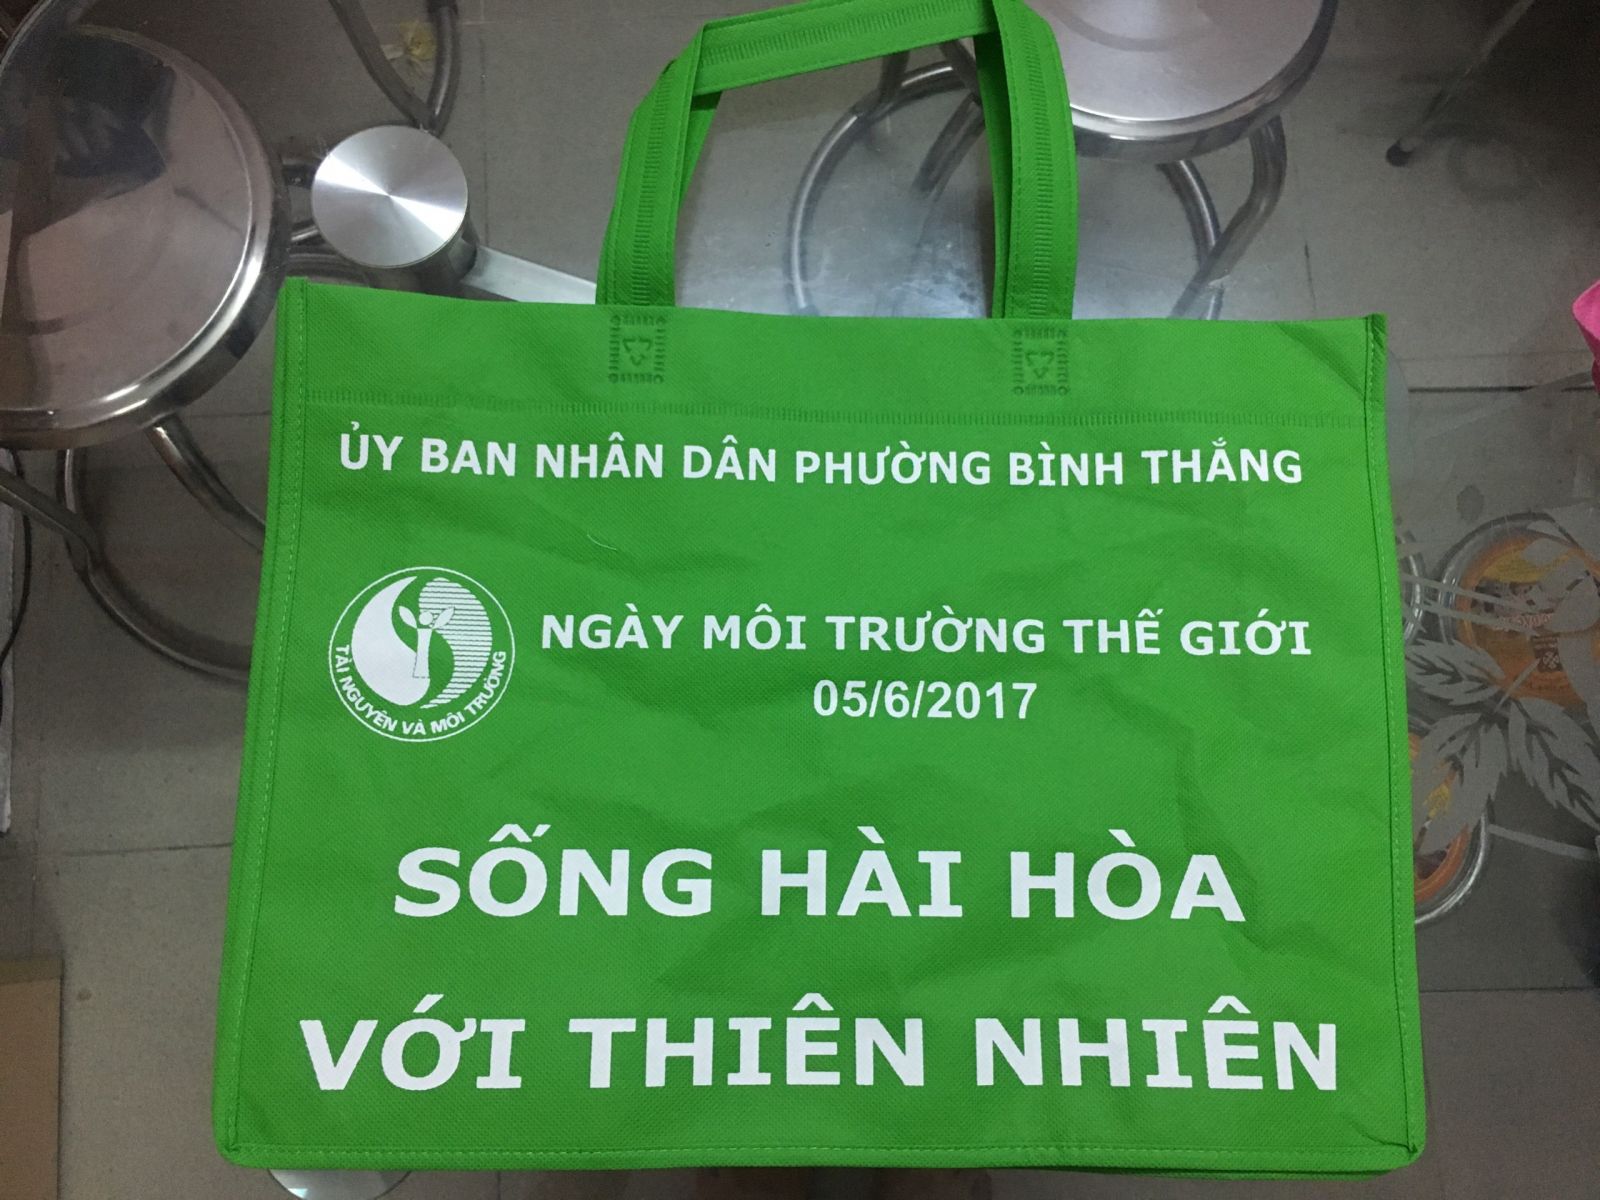 ỦY BAN NHÂN DÂN PHƯỜNG BÌNH THẮNG
TÀI NGUYÊN VÀ MÔI TRƯỜNG
NGÀY MÔI TRƯỜNG THẾ GIỚI
05/6/2017
SỐNG HÀI HÒA
VỚI THIÊN NHIÊN